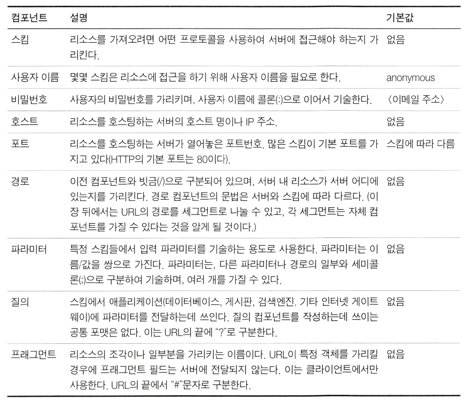 컴포넌트 설명 기본값
스킴 리소스를 가져오려면 어떤 프로토콜을 사용하여 서버에 접근해야 하는지 가 없음
리킨다.
사용자 이름 몇몇 스킴은 리소스에 접근을 하기 위해 사용자 이름을 필요로 한다. anonymous
비밀번호 사용자의 비밀번호를 가리키며, 사용자 이름에 콜론(:)으로 이어서 기술한다. 〈이메일 주소〉
호스트 리소스를 호스팅하는 서버의 호스트 명이나 IP 주소. 없음
포트 리소스를 호스팅하는 서버가 열어놓은 포트번호. 많은 스킴이 기본 포트를 가 스킴에 따라 다름
지고 있다(HTTP의 기본 포트는 80이다).
경로 이전 컴포넌트와 빗금(/)으로 구분되어 있으며, 서버 내 리소스가 서버 어디에 없음
있는지를 가리킨다. 경로 컴포넌트의 문법은 서버와 스킴에 따라 다르다. (이
장 뒤에서는 URL의 경로를 세그먼트로 나눌 수 있고, 각 세그먼트는 자체 컴
포넌트를 가질 수 있다는 것을 알게 될 것이다.)
파라미터 특정 스킴들에서 입력 파라미터를 기술하는 용도로 사용한다. 파라미터는 이 없음
름/값을 쌍으로 가진다. 파라미터는, 다른 파라미터나 경로의 일부와 세미콜
론(;)으로 구분하여 기술하며, 여러 개를 가질 수 있다.
질의 스킴에서 애플리케이션(데이터베이스, 게시판, 검색엔진, 기타 인터넷 게이트 없음
웨이)에 파라미터를 전달하는데 쓰인다. 질의 컴포넌트를 작성하는데 쓰이는
공통 포맷은 없다. 이는 URL의 끝에 "?"로 구분한다.
프래그먼트 리소스의 조각이나 일부분을 가리키는 이름이다. URL이 특정 객체를 가리킬 없음
경우에 프래그먼트 필드는 서버에 전달되지 않는다. 이는 클라이언트에서만
사용한다. URL의 끝에서 "#"문자로 구분한다.